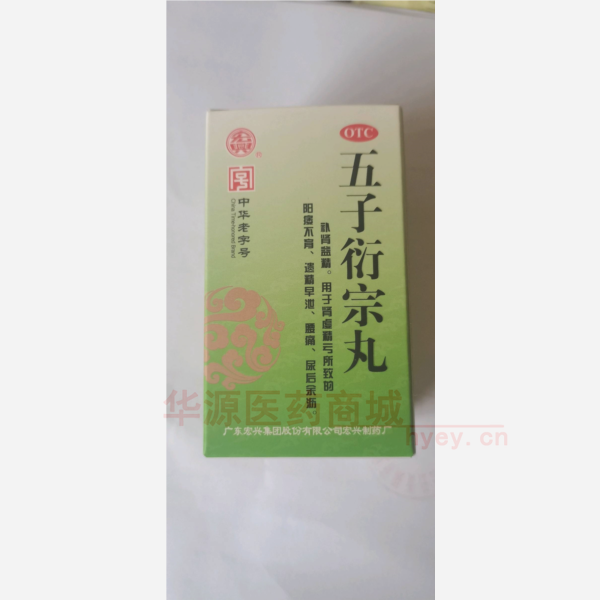 OTC
五子衍宗丸
补肾益精。用于肾虚精亏所致的
阳痿不育、遗精早泄、腰痛、尿后余沥
中华老字号
China Time-honored Brand
广东宏兴集团股份有限公司宏兴制药厂
华源医药商城
hyey.cn